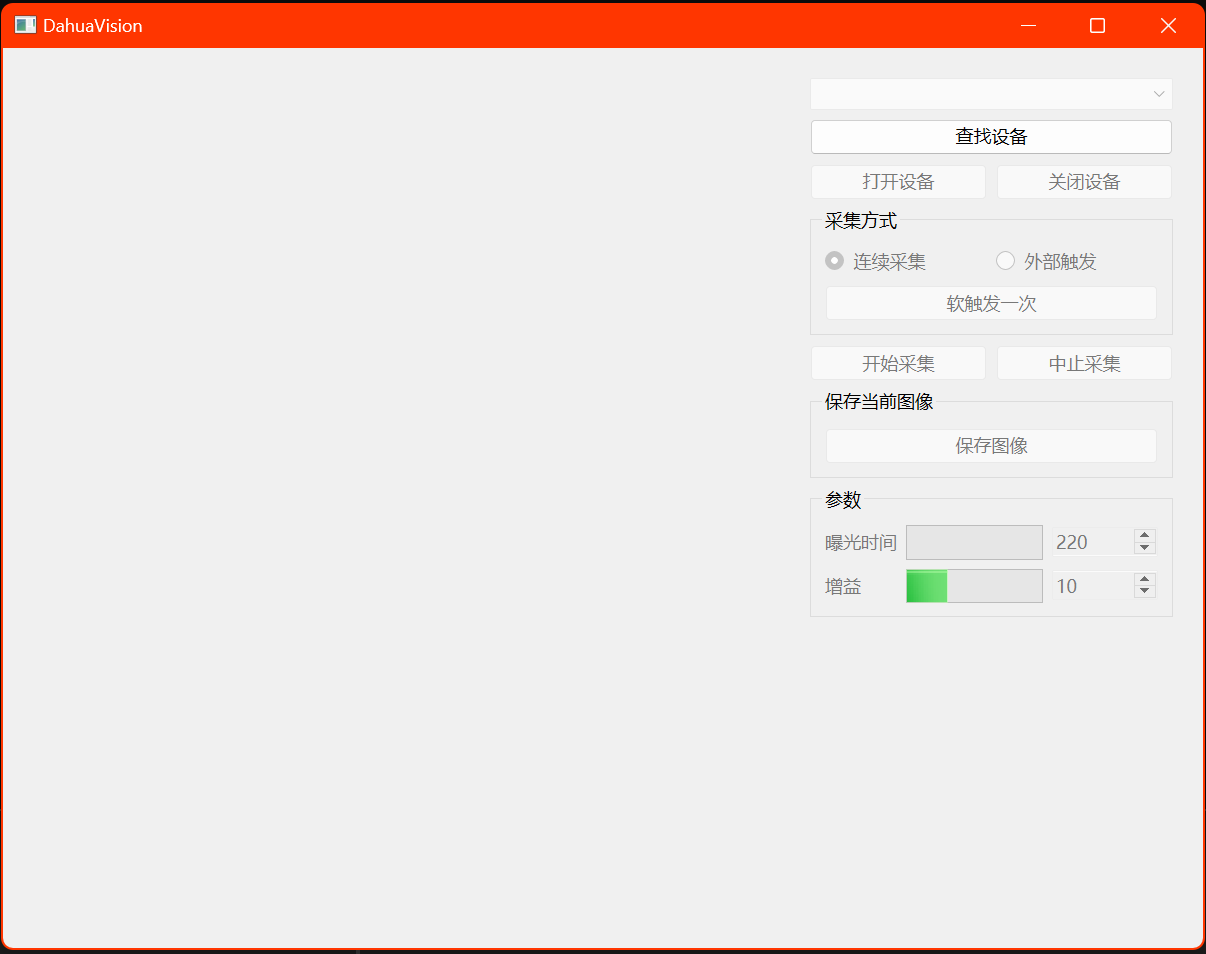 DahuaVision
查找设备
打开设备 关闭设备
采集方式
连续采集 外部触发
软触发一次
开始采集 中止采集
保存当前图像
保存图像
参数
曝光时间 220
增益 10